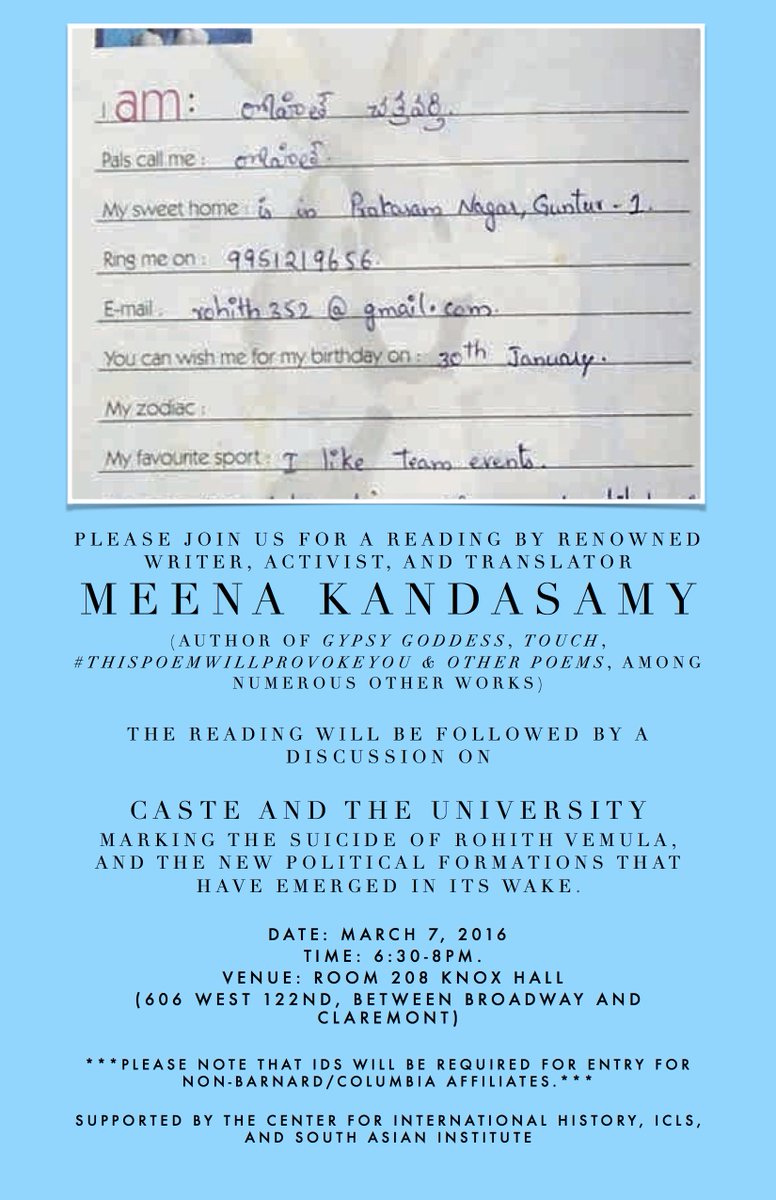 I am: రోహిత్ చక్రవర్తి.
Pals call me : రోహిత్.
My sweet home : is in Prakasam Nagar, Guntur - 1.
Ring me on : 9951219656.
E-mail : rohith352 @ gmail.com.
You can wish me for my birthday on : 30th January.
My zodiac :
My favourite sport : I like team events.
PLEASE JOIN US FOR A READING BY RENOWNED
WRITER, ACTIVIST, AND TRANSLATOR
MEENA KANDASAMY
(AUTHOR OF GYPSY GODDESS, TOUCH,
#THISPOEMWILLPROVOKEYOU & OTHER POEMS, AMONG
NUMEROUS OTHER WORKS)
THE READING WILL BE FOLLOWED BY A
DISCUSSION ON
CASTE AND THE UNIVERSITY
MARKING THE SUICIDE OF ROHITH VEMULA,
AND THE NEW POLITICAL FORMATIONS THAT
HAVE EMERGED IN ITS WAKE.
DATE: MARCH 7, 2016
TIME: 6:30-8PM.
VENUE: ROOM 208 KNOX HALL
(606 WEST 122ND, BETWEEN BROADWAY AND
CLAREMONT)
***PLEASE NOTE THAT IDS WILL BE REQUIRED FOR ENTRY FOR
NON-BARNARD/COLUMBIA AFFILIATES.***
SUPPORTED BY THE CENTER FOR INTERNATIONAL HISTORY, ICLS,
AND SOUTH ASIAN INSTITUTE